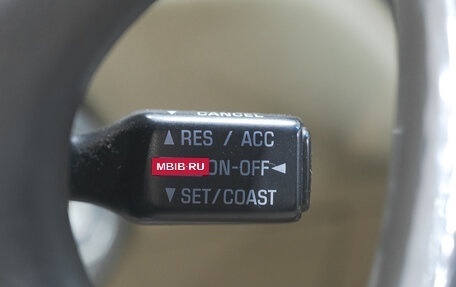 ▼ CANCEL
▲ RES / ACC
MBIB.RU ON-OFF ◄
▼ SET/COAST